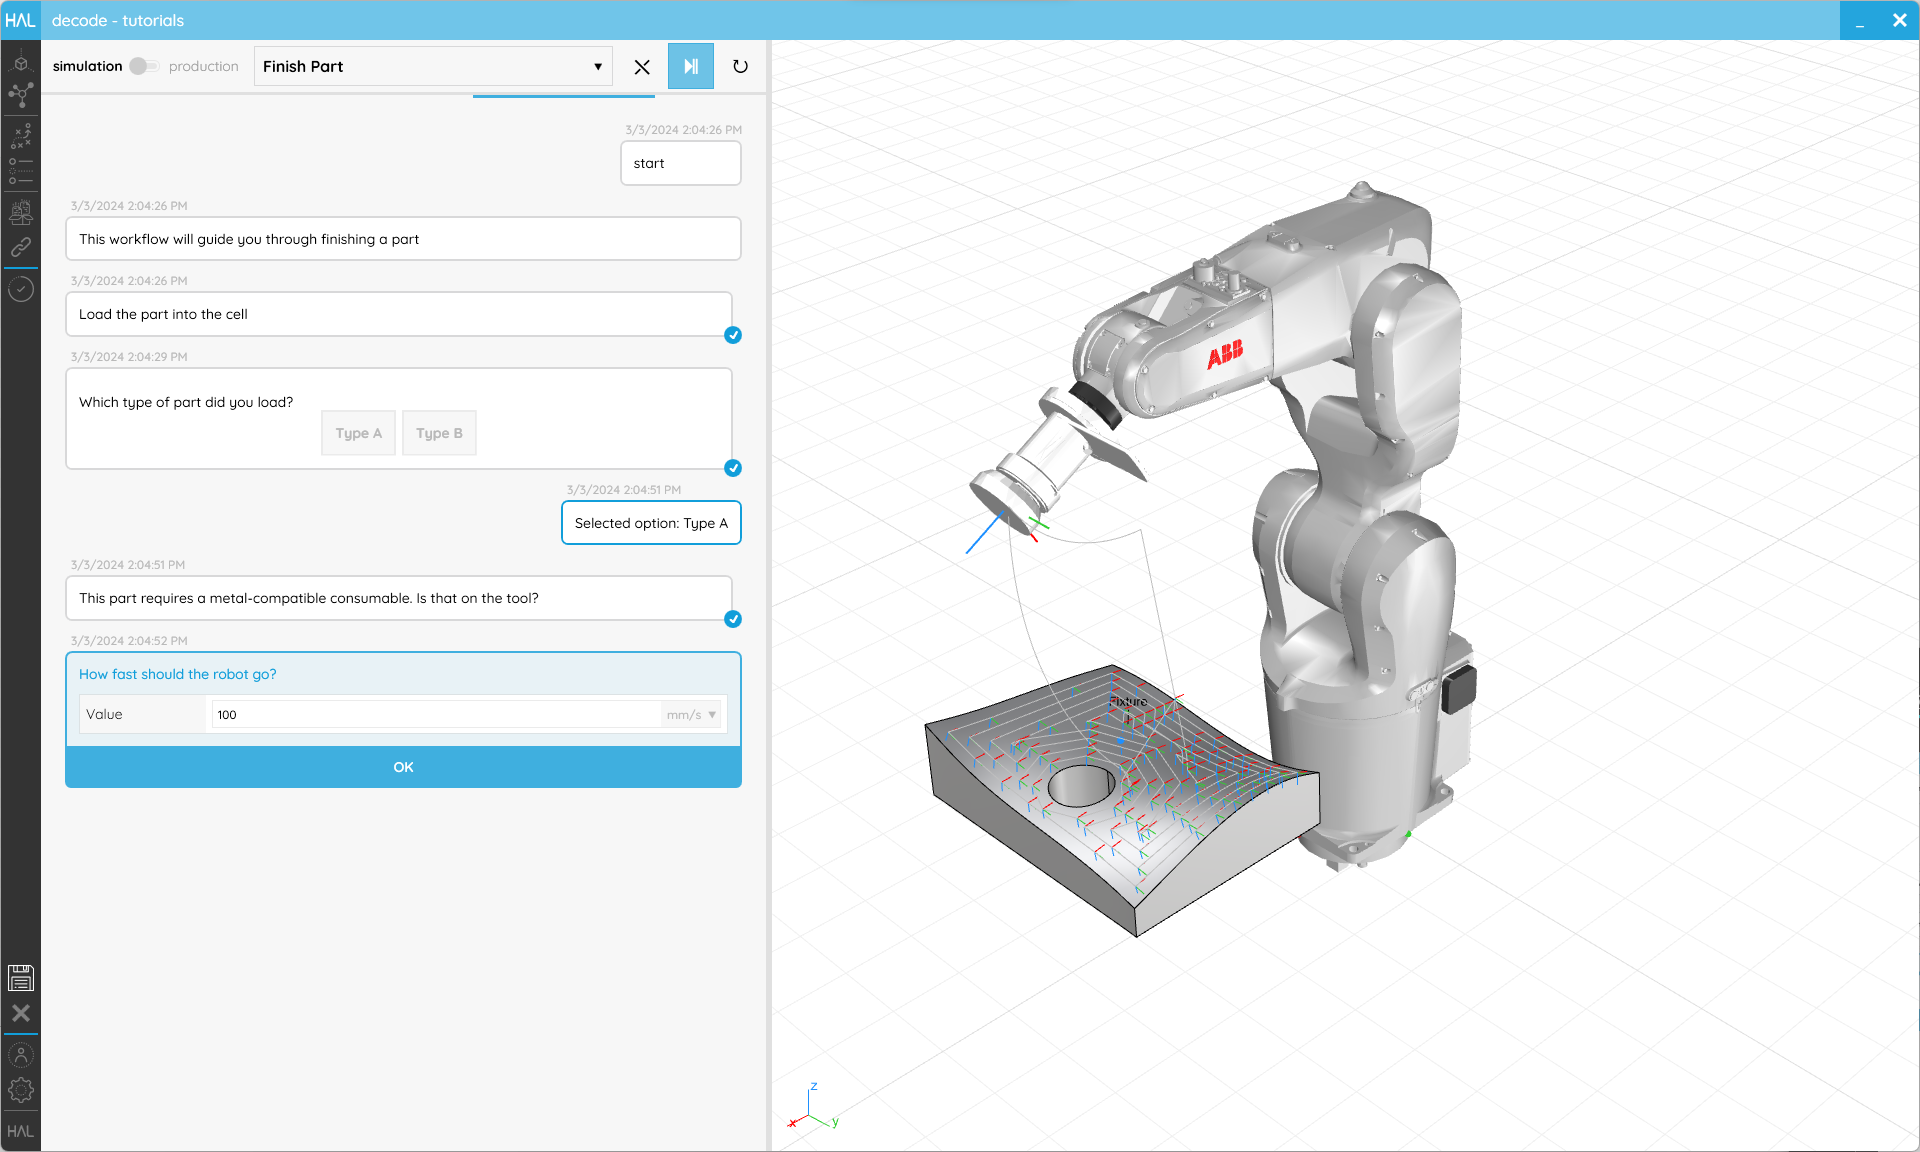 HAL
decode - tutorials
simulation production Finish Part
3/3/2024 2:04:26 PM
start
3/3/2024 2:04:26 PM
This workflow will guide you through finishing a part
3/3/2024 2:04:26 PM
Load the part into the cell
3/3/2024 2:04:29 PM
Which type of part did you load?
Type A Type B
3/3/2024 2:04:51 PM
Selected option: Type A
3/3/2024 2:04:51 PM
This part requires a metal-compatible consumable. Is that on the tool?
3/3/2024 2:04:52 PM
How fast should the robot go?
Value 100 mm/s
OK
HAL
ABB
Fixture
z
x y